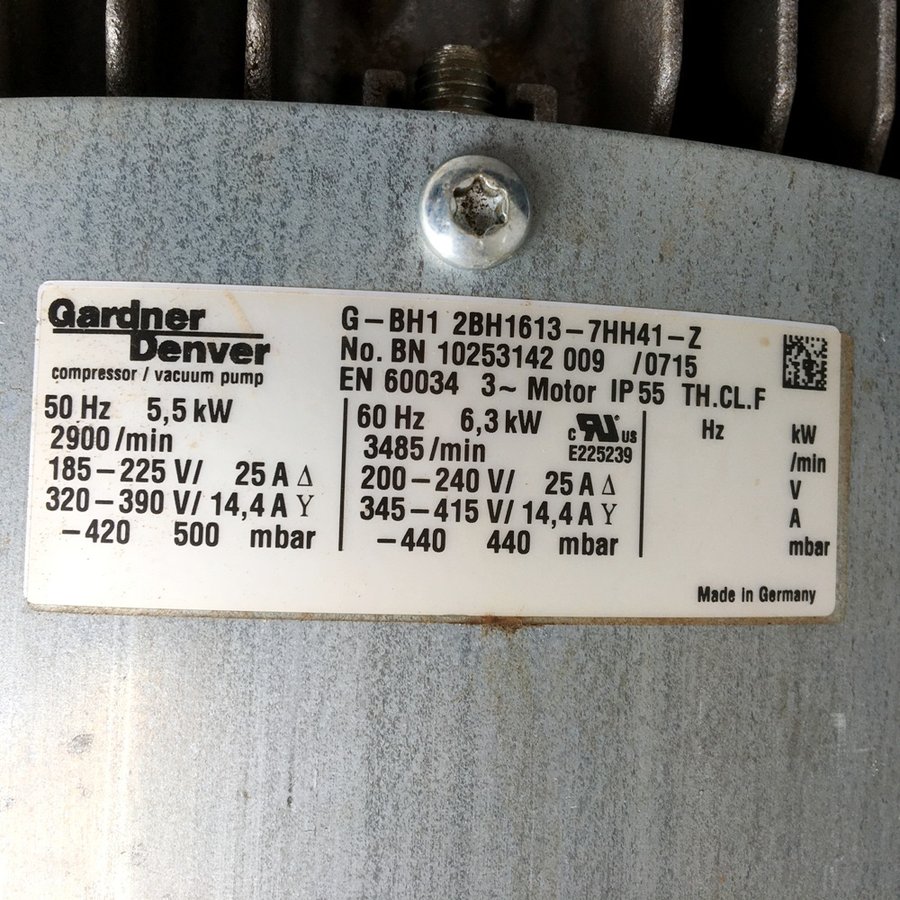 Gardner
Denver
compressor / vacuum pump
G-BH1 2BH1613-7HH41-Z
No. BN 10253142 009 /0715
EN 60034 3~ Motor IP 55 TH.CL.F
50 Hz 5,5 kW
2900 /min
185-225 V/ 25 A Δ
320-390 V/ 14,4 A Y
-420 500 mbar
60 Hz 6,3 kW
c RU us
E225239
3485 /min
200-240 V/ 25 A Δ
345-415 V/ 14,4 A Y
-440 440 mbar
Hz kW
/min
V
A
mbar
Made in Germany